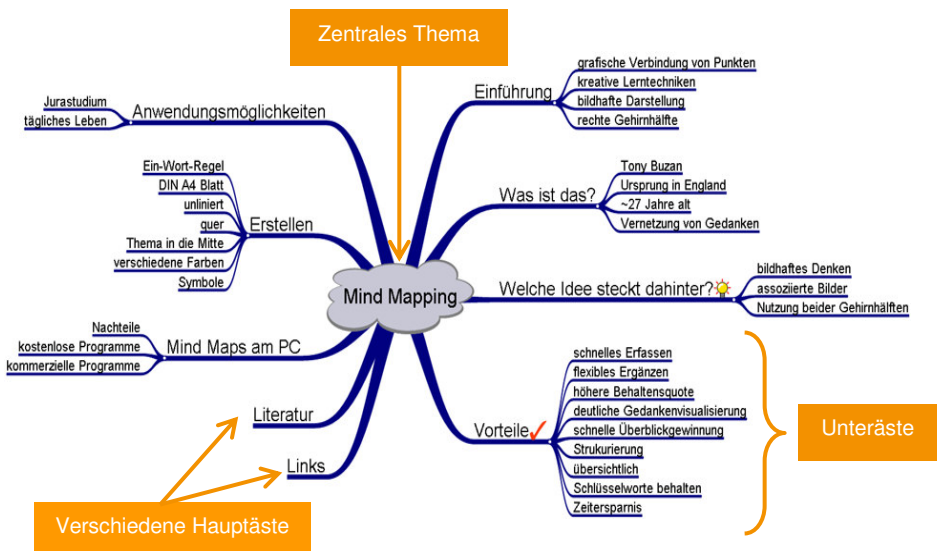 Zentrales Thema
Einführung
grafische Verbindung von Punkten
kreative Lerntechniken
bildhafte Darstellung
rechte Gehirnhälfte
Was ist das?
Tony Buzan
Ursprung in England
~27 Jahre alt
Vernetzung von Gedanken
Welche Idee steckt dahinter?
bildhaftes Denken
assoziierte Bilder
Nutzung beider Gehirnhälften
Vorteile
schnelles Erfassen
flexibles Ergänzen
höhere Behaltensquote
deutliche Gedankenvisualisierung
schnelle Überblickgewinnung
Strukurierung
übersichtlich
Schlüsselworte behalten
Zeitersparnis
Unteräste
Mind Mapping
Anwendungsmöglichkeiten
Jurastudium
tägliches Leben
Erstellen
Ein-Wort-Regel
DIN A4 Blatt
unliniert
quer
Thema in die Mitte
verschiedene Farben
Symbole
Mind Maps am PC
Nachteile
kostenlose Programme
kommerzielle Programme
Literatur
Links
Verschiedene Hauptäste